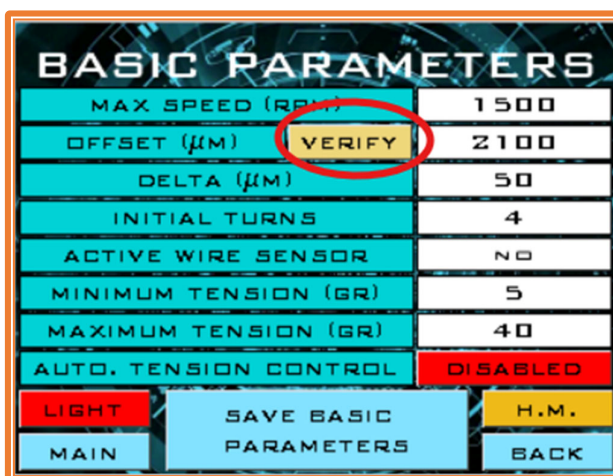 BASIC PARAMETERS
MAX SPEED (RPM) 1500
OFFSET (µM) VERIFY 2100
DELTA (µM) 50
INITIAL TURNS 4
ACTIVE WIRE SENSOR NO
MINIMUM TENSION (GR) 5
MAXIMUM TENSION (GR) 40
AUTO. TENSION CONTROL DISABLED
LIGHT SAVE BASIC H.M.
MAIN PARAMETERS BACK